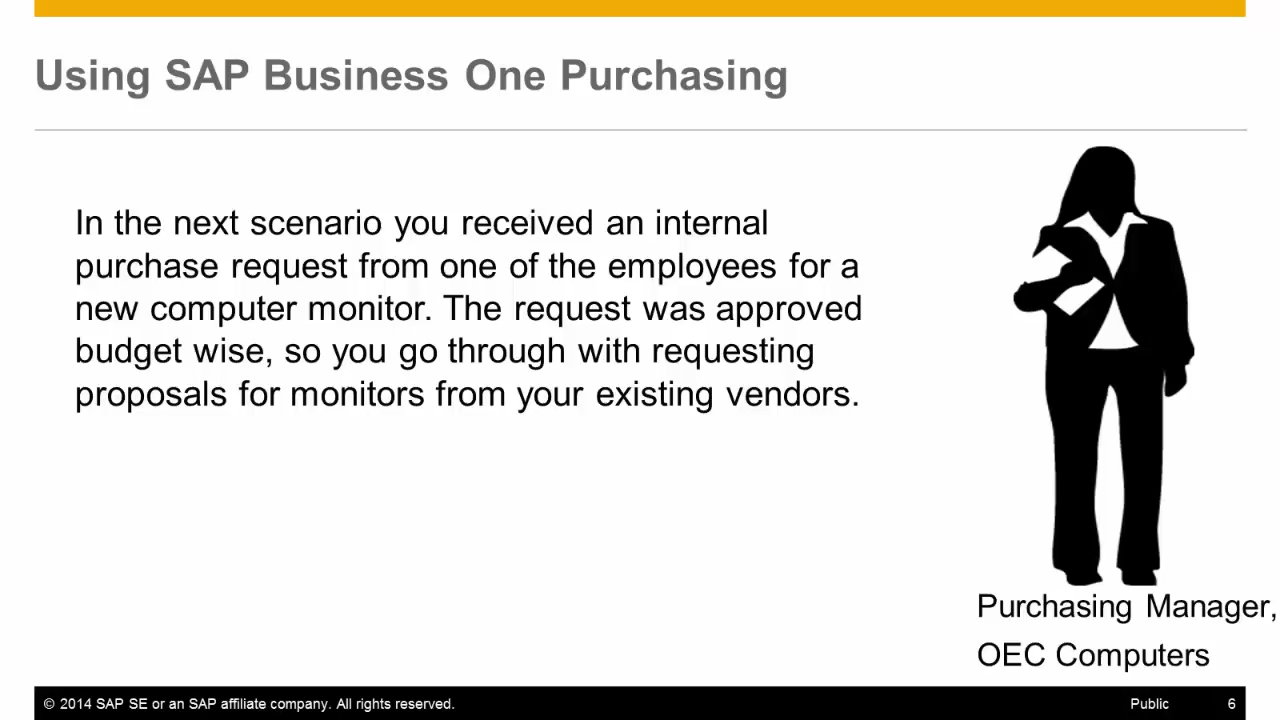 Using SAP Business One Purchasing
In the next scenario you received an internal
purchase request from one of the employees for a
new computer monitor. The request was approved
budget wise, so you go through with requesting
proposals for monitors from your existing vendors.
Purchasing Manager,
OEC Computers
© 2014 SAP SE or an SAP affiliate company. All rights reserved. Public 6